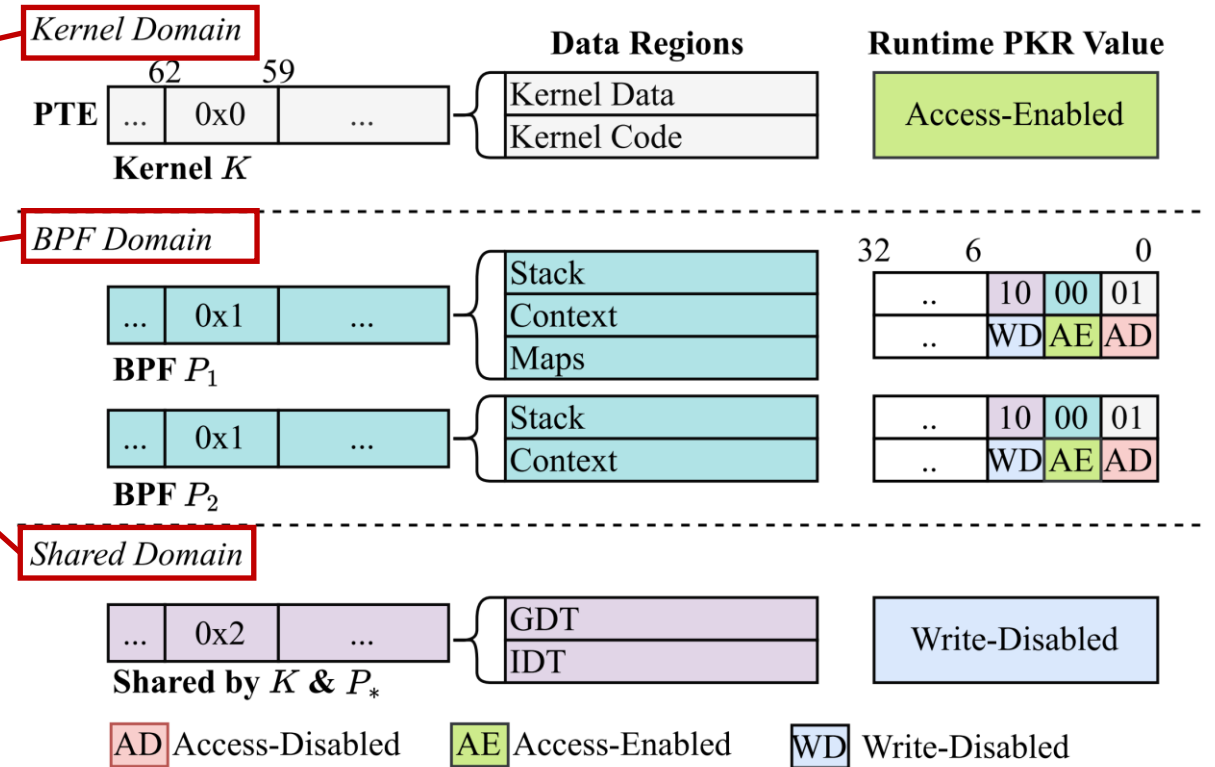 Kernel Domain
Data Regions
Runtime PKR Value
62 59
PTE ... 0x0 ...
Kernel Data
Kernel Code
Access-Enabled
Kernel K
BPF Domain
32 6 0
... 0x1 ...
Stack
Context
Maps
.. 10 00 01
.. WD AE AD
BPF P₁
... 0x1 ...
Stack
Context
.. 10 00 01
.. WD AE AD
BPF P₂
Shared Domain
... 0x2 ...
GDT
IDT
Write-Disabled
Shared by K & P*
AD Access-Disabled AE Access-Enabled WD Write-Disabled